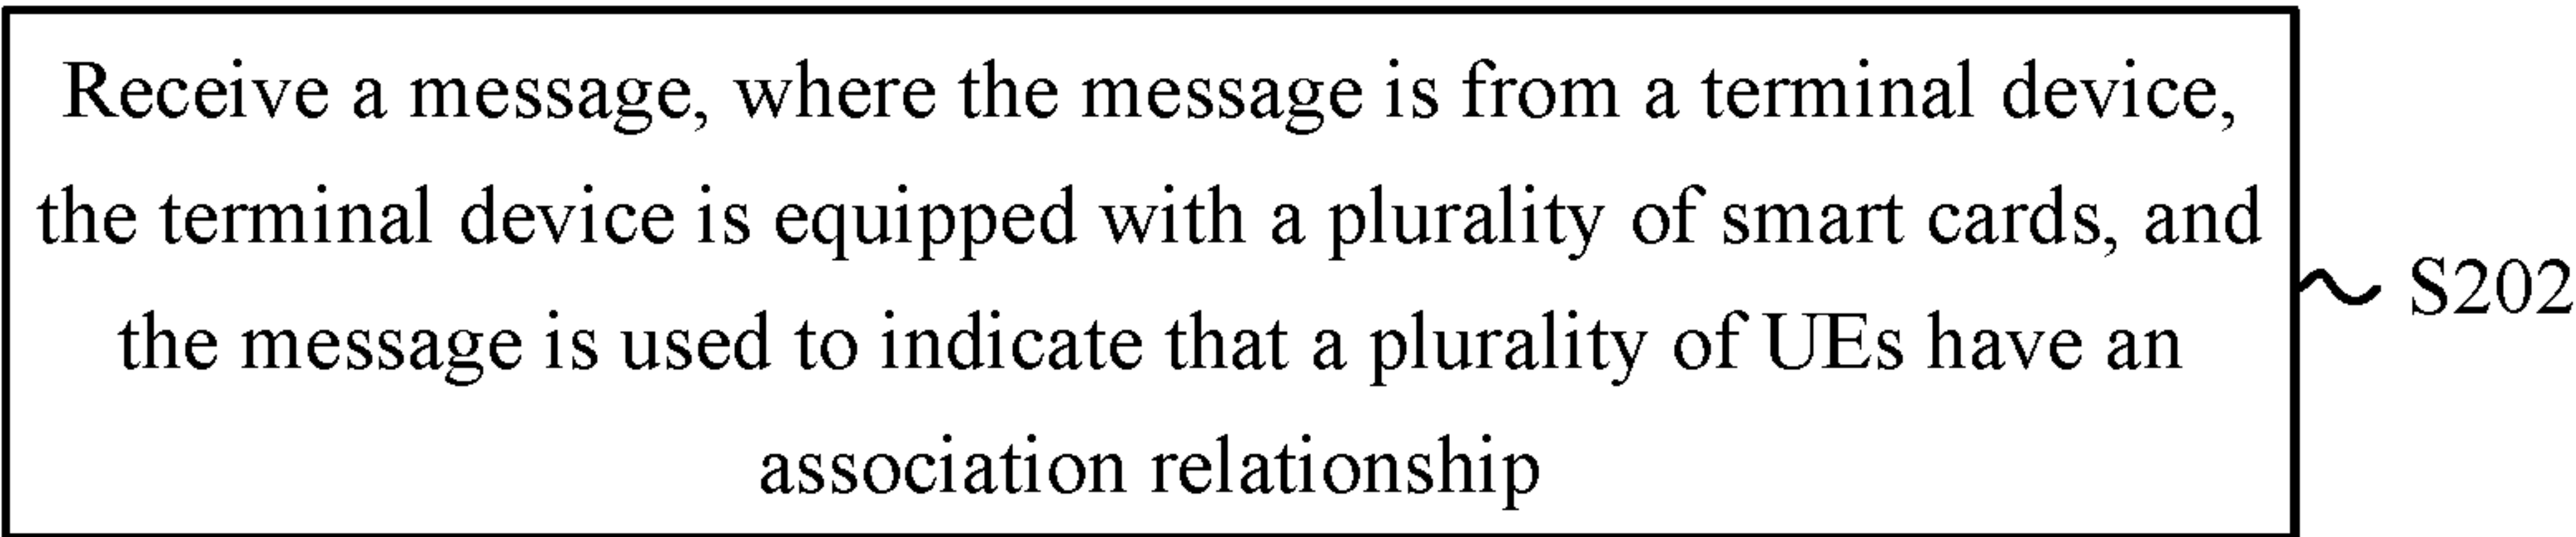 Receive a message, where the message is from a terminal device,
the terminal device is equipped with a plurality of smart cards, and
the message is used to indicate that a plurality of UEs have an
association relationship
S202